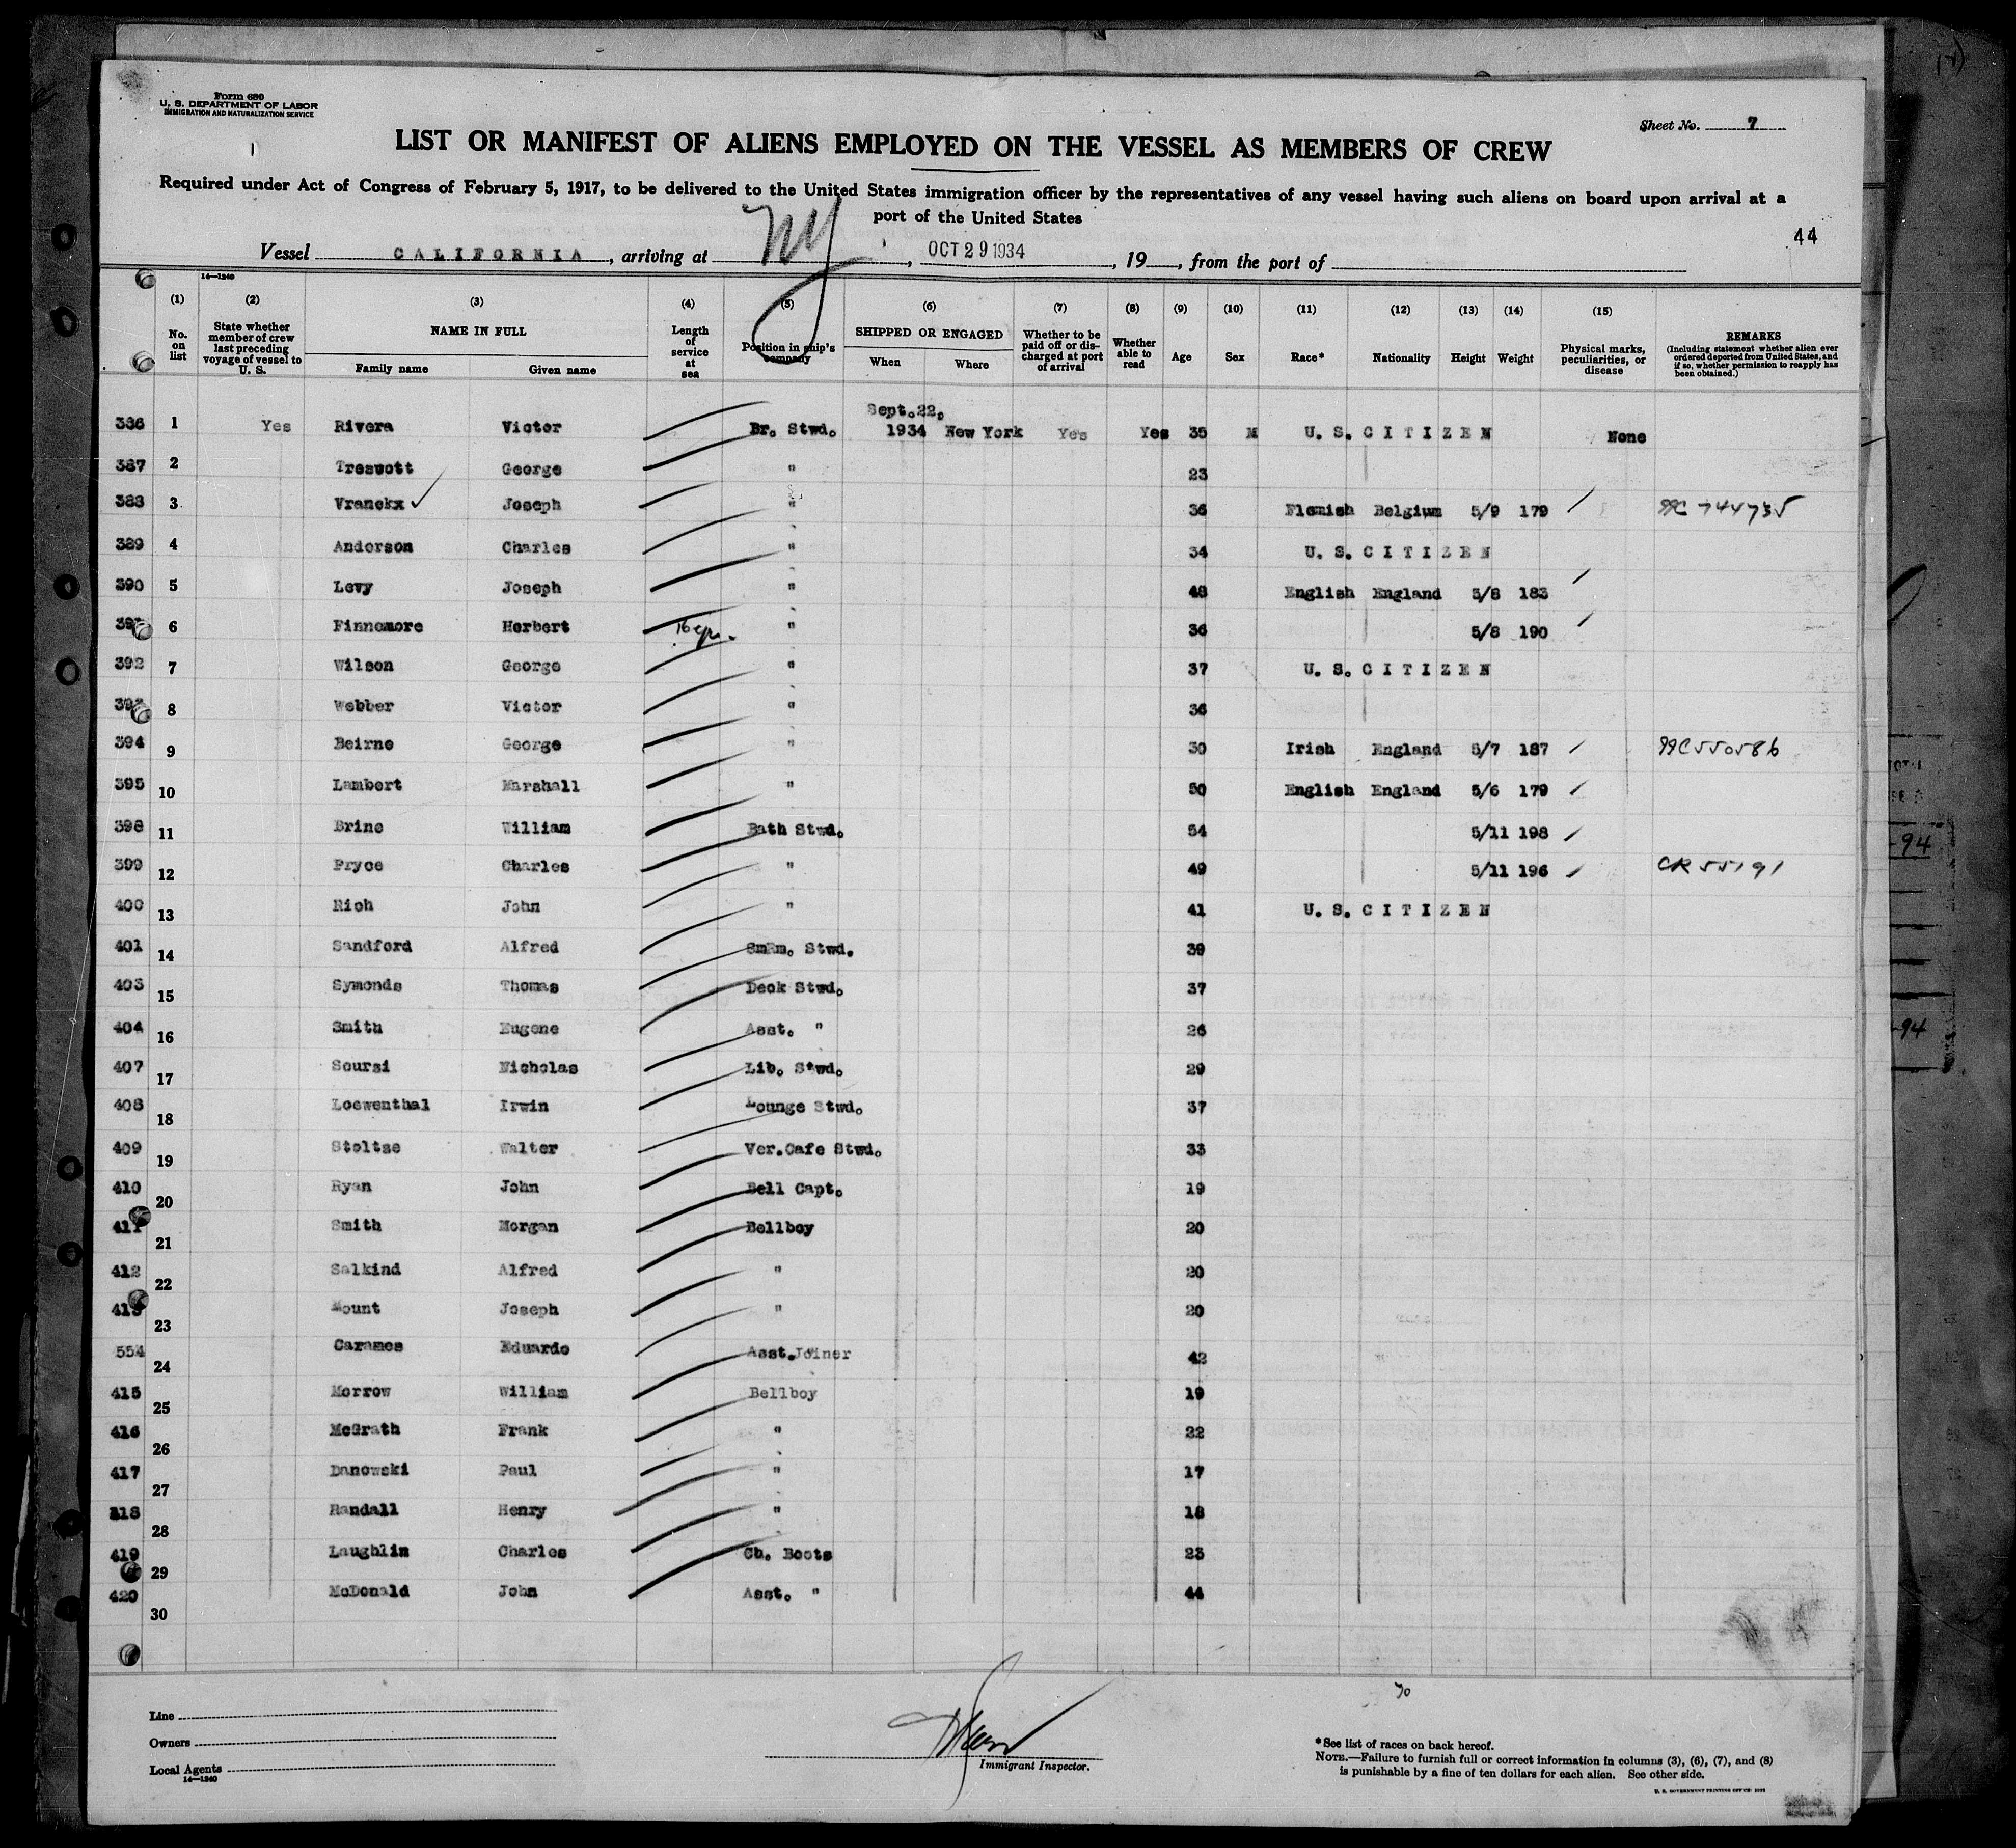 Form 680
U. S. DEPARTMENT OF LABOR
IMMIGRATION AND NATURALIZATION SERVICE
Sheet No. 7
LIST OR MANIFEST OF ALIENS EMPLOYED ON THE VESSEL AS MEMBERS OF CREW
Required under Act of Congress of February 5, 1917, to be delivered to the United States immigration officer by the representatives of any vessel having such aliens on board upon arrival at a
port of the United States
44
Vessel CALIFORNIA, arriving at NY, OCT 29 1934, 19, from the port of
14—1240
(1) (2) (3) (4) (5) (6) (7) (8) (9) (10) (11) (12) (13) (14) (15)
No. on list
State whether member of crew last preceding voyage of vessel to U. S.
NAME IN FULL
Family name Given name
Length of service at sea
Position in ship's company
SHIPPED OR ENGAGED
When Where
Whether to be paid off or discharged at port of arrival
Whether able to read
Age Sex Race* Nationality Height Weight
Physical marks, peculiarities, or disease
REMARKS
(Including statement whether alien ever ordered deported from United States, and if so, whether permission to reapply has been obtained.)
Sept.22,
386 1 Yes Rivera Victor Br. Stwd. 1934 New York Yes Yes 35 M U. S. CITIZEN None
387 2 Trescott George " 23
388 3 Vranckx Joseph " 36 Flemish Belgium 5/9 179
389 4 Anderson Charles " 34 U. S. CITIZEN
390 5 Levy Joseph " 48 English England 5/8 183
6 Finnemore Herbert " 36 5/8 190
392 7 Wilson George " 37 U. S. CITIZEN
393 8 Webber Victor " 36
394 9 Beirne George " 30 Irish England 5/7 187
395 10 Lambert Marshall " 50 English England 5/6 179
398 11 Brine William Bath Stwd. 54 5/11 198
399 12 Pryce Charles " 49 5/11 196 CR 55191
400 13 Rich John " 41 U. S. CITIZEN
401 14 Sandford Alfred SmRm. Stwd. 39
403 15 Symonds Thomas Deck Stwd. 37
404 16 Smith Eugene Asst. " 26
407 17 Scursi Nicholas Lib. Stwd. 29
408 18 Loewenthal Irwin Lounge Stwd. 37
409 19 Stoltse Walter Ver.Cafe Stwd. 33
410 20 Ryan John Bell Capt. 19
411 21 Smith Morgan Bellboy 20
412 22 Salkind Alfred " 20
413 23 Mount Joseph " 20
554 24 Carames Eduardo Asst.Joiner 42
415 25 Morrow William Bellboy 19
416 26 McGrath Frank " 22
417 27 Danowski Paul " 17
418 28 Randall Henry " 18
419 29 Laughlin Charles Ch. Boots 23
420 30 McDonald John Asst. " 44
Line
Owners
Local Agents
14—1240
Immigrant Inspector.
*See list of races on back hereof.
NOTE.—Failure to furnish full or correct information in columns (3), (6), (7), and (8)
is punishable by a fine of ten dollars for each alien. See other side.